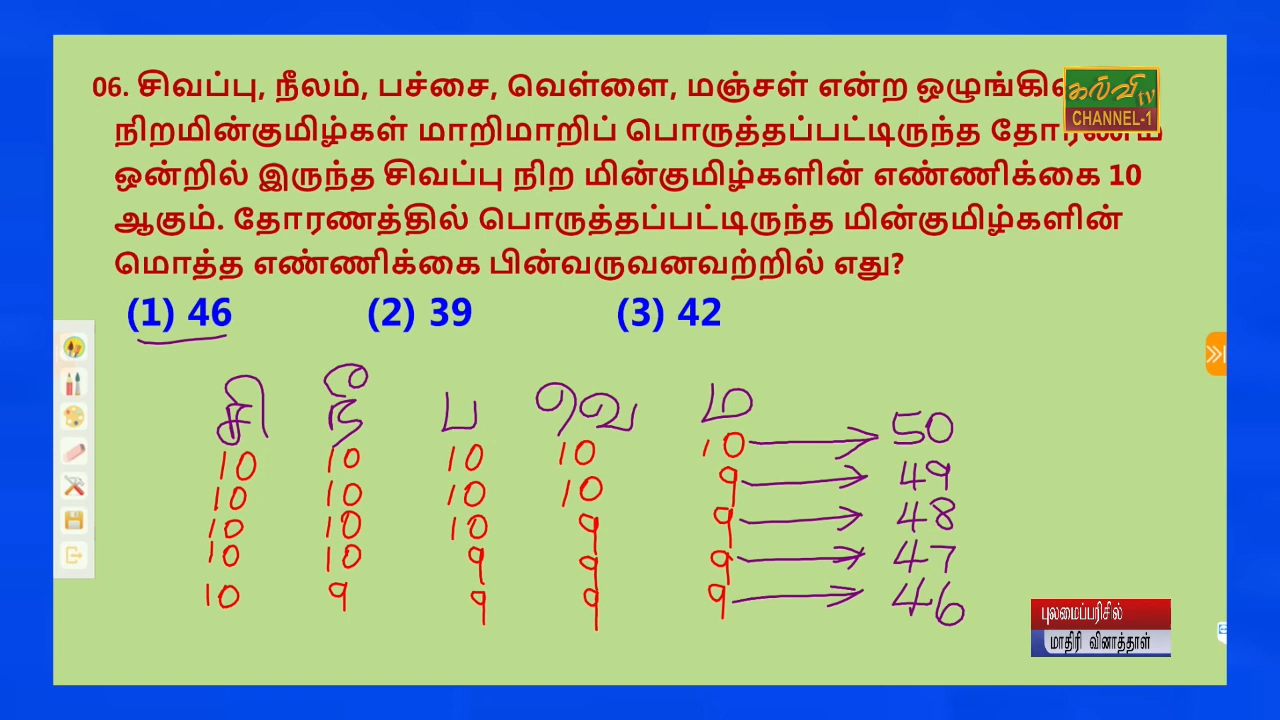 06. சிவப்பு, நீலம், பச்சை, வெள்ளை, மஞ்சள் என்ற
நிறமின்குமிழ்கள் மாறிமாறிப் பொருத்தப்பட்டிருந்த
ஒன்றில் இருந்த சிவப்பு நிற மின்குமிழ்களின் எண்ணிக்கை 10
ஆகும். தோரணத்தில் பொருத்தப்பட்டிருந்த மின்குமிழ்களின்
மொத்த எண்ணிக்கை பின்வருவனவற்றில் எது?
(1) 46 (2) 39 (3) 42
சி நீ ப வெ ம
10 10 10 10 10 50
10 10 10 10 9 49
10 10 10 9 9 48
10 10 9 9 9 47
10 9 9 9 9 46
கல்வி tv
CHANNEL-1
புலமைப்பரிசில்
மாதிரி வினாத்தாள்